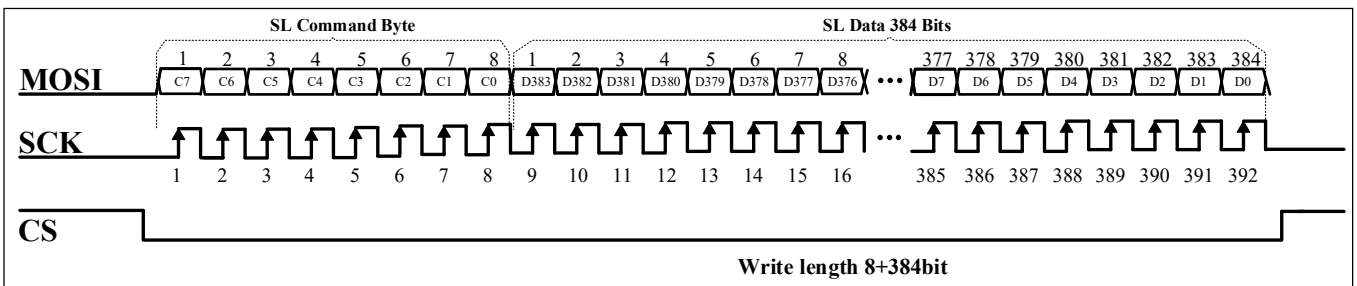 SL Command Byte SL Data 384 Bits
1 2 3 4 5 6 7 8 1 2 3 4 5 6 7 8 377 378 379 380 381 382 383 384
MOSI C7 C6 C5 C4 C3 C2 C1 C0 D383 D382 D381 D380 D379 D378 D377 D376 ••• D7 D6 D5 D4 D3 D2 D1 D0
SCK •••
1 2 3 4 5 6 7 8 9 10 11 12 13 14 15 16 385 386 387 388 389 390 391 392
CS
Write length 8+384bit